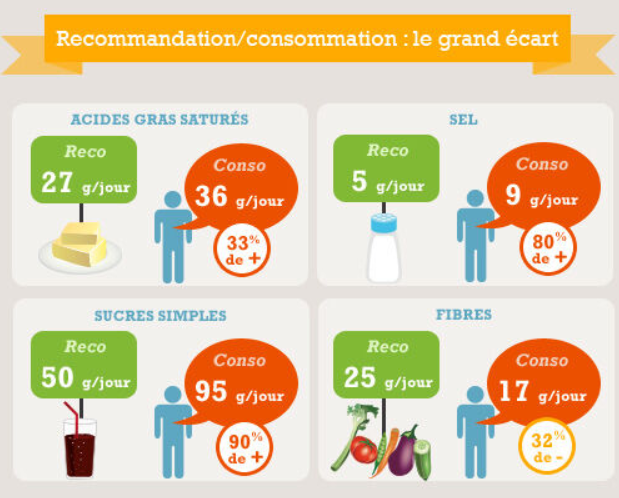 Recommandation/consommation : le grand écart
ACIDES GRAS SATURÉS
Reco
27 g/jour
Conso
36 g/jour
33%
de +
SEL
Reco
5 g/jour
Conso
9 g/jour
80%
de +
SUCRES SIMPLES
Reco
50 g/jour
Conso
95 g/jour
90%
de +
FIBRES
Reco
25 g/jour
Conso
17 g/jour
32%
de -